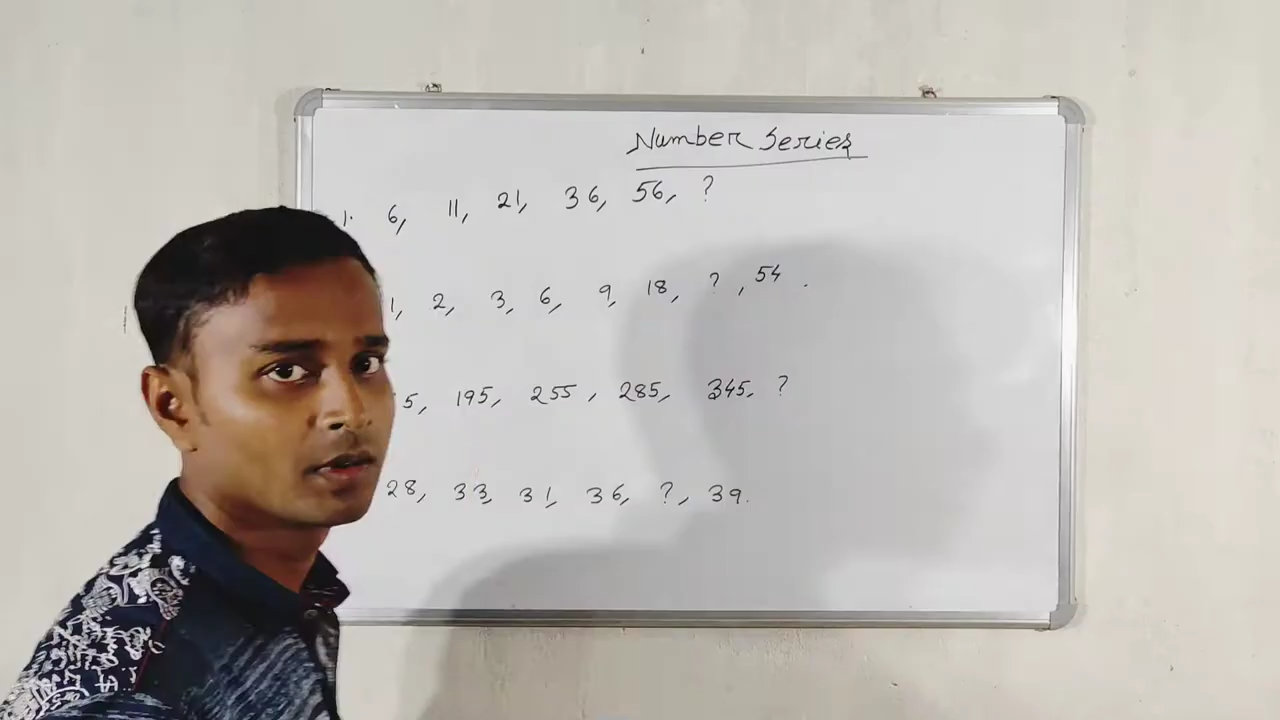 Number Series
1. 6, 11, 21, 36, 56, ?
1, 2, 3, 6, 9, 18, ?, 54.
5, 195, 255, 285, 345, ?
28, 33, 31, 36, ?, 39.